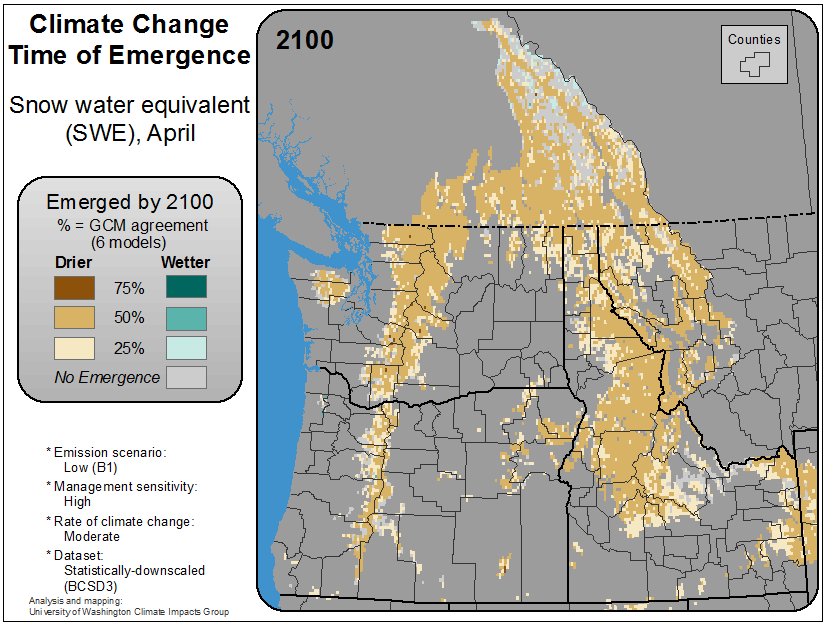 Climate Change
Time of Emergence
Snow water equivalent
(SWE), April
Emerged by 2100
% = GCM agreement
(6 models)
Drier Wetter
75%
50%
25%
No Emergence
* Emission scenario:
Low (B1)
* Management sensitivity:
High
* Rate of climate change:
Moderate
* Dataset:
Statistically-downscaled
(BCSD3)
Analysis and mapping:
University of Washington Climate Impacts Group
2100
Counties